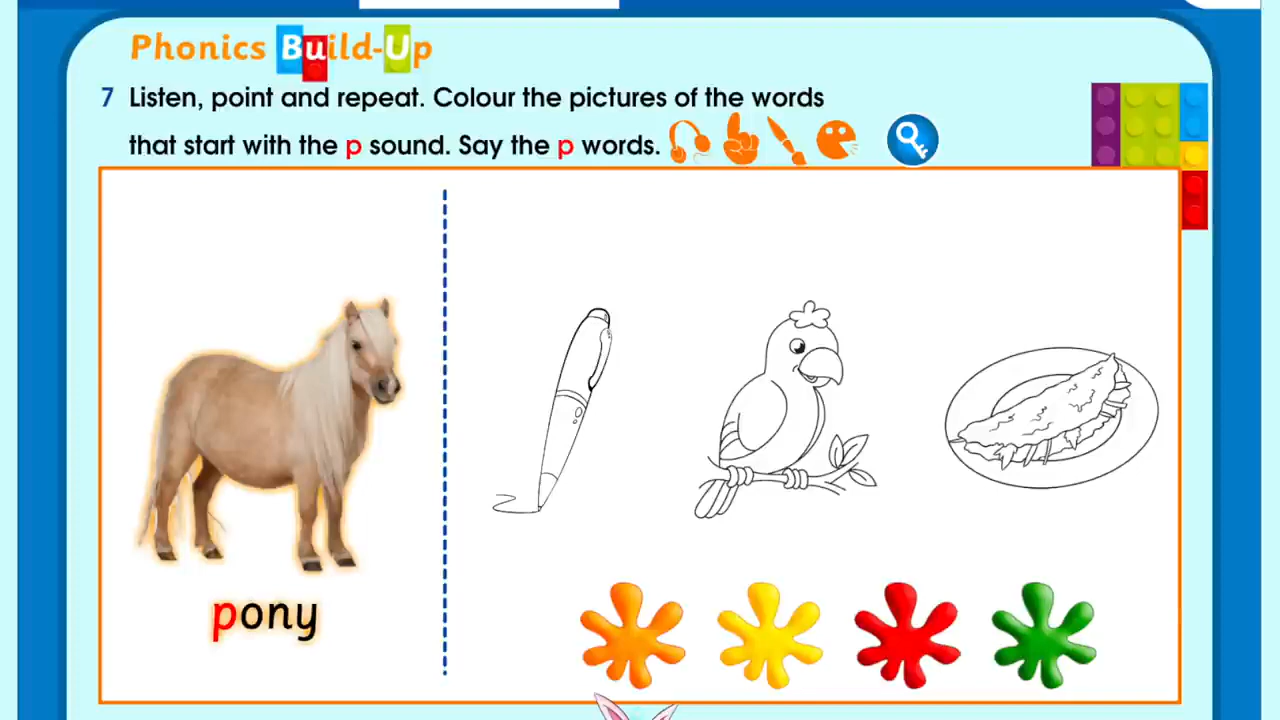 Phonics Build-Up
7 Listen, point and repeat. Colour the pictures of the words
that start with the p sound. Say the p words.
pony